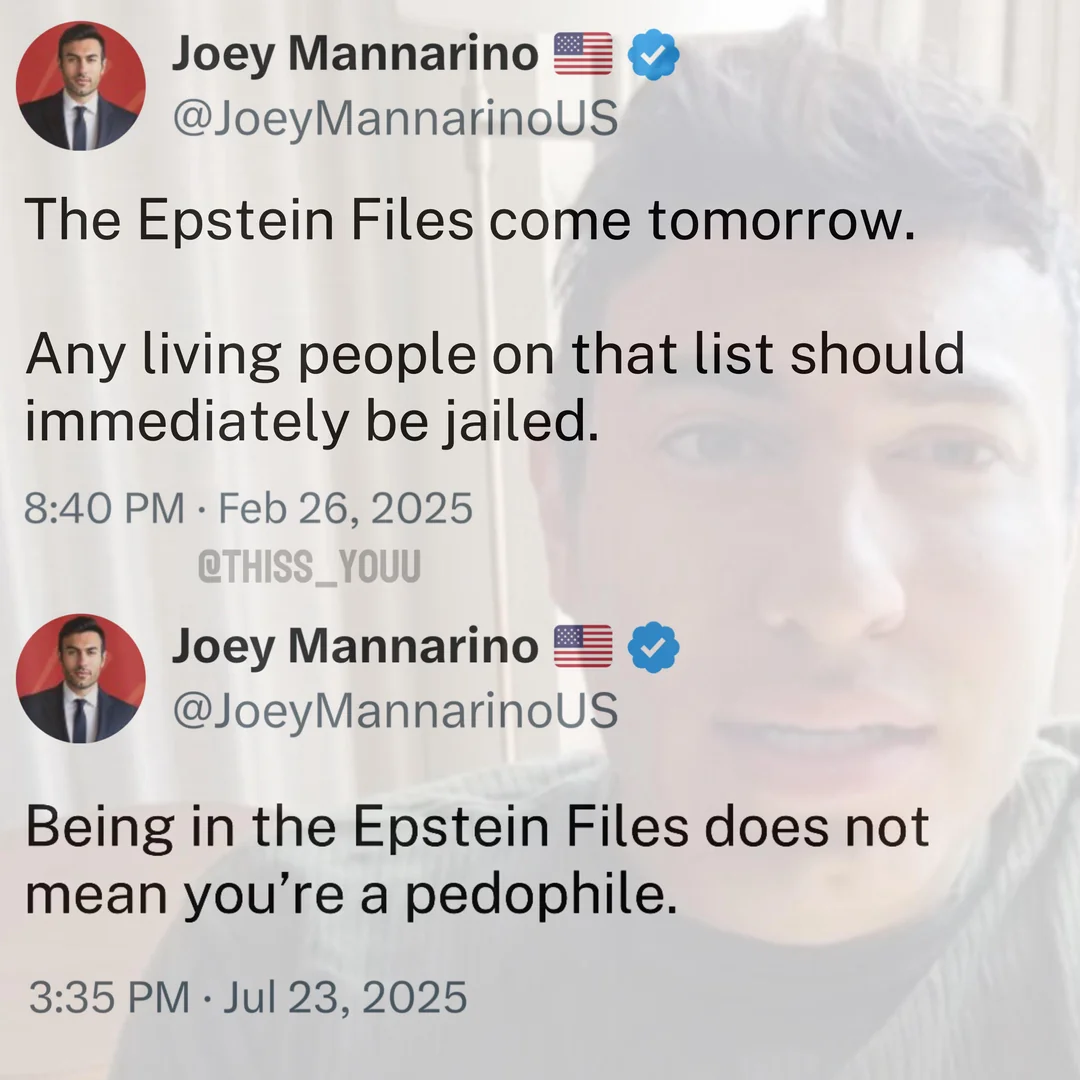 Joey Mannarino 🇺🇸
@JoeyMannarinoUS
The Epstein Files come tomorrow.
Any living people on that list should
immediately be jailed.
8:40 PM · Feb 26, 2025
@THISS_YOUU
Joey Mannarino 🇺🇸
@JoeyMannarinoUS
Being in the Epstein Files does not
mean you’re a pedophile.
3:35 PM · Jul 23, 2025